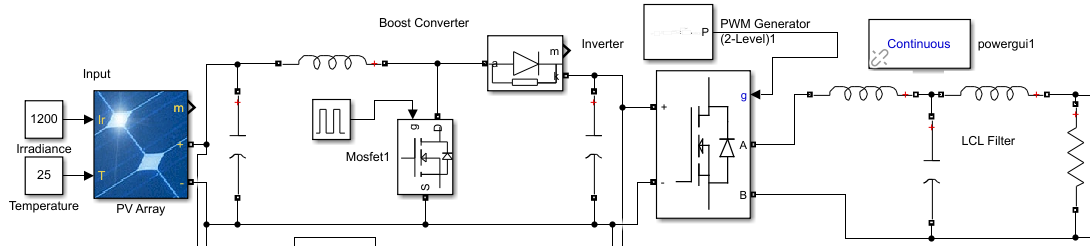 Boost Converter
PWM Generator
(2-Level)1
P
Continuous
powergui1
Inverter
a
m
k
Input
1200
Irradiance
Ir
m
+
25
Temperature
T
-
PV Array
g
D
S
Mosfet1
g
+
A
-
B
LCL Filter